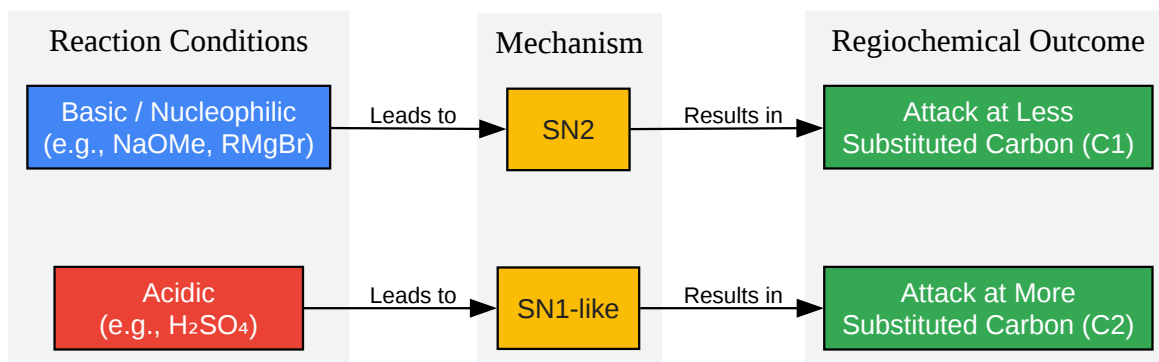 Reaction Conditions
Mechanism
Regiochemical Outcome
Basic / Nucleophilic
(e.g., NaOMe, RMgBr)
Leads to
SN2
Results in
Attack at Less
Substituted Carbon (C1)
Acidic
(e.g., H₂SO₄)
Leads to
SN1-like
Results in
Attack at More
Substituted Carbon (C2)